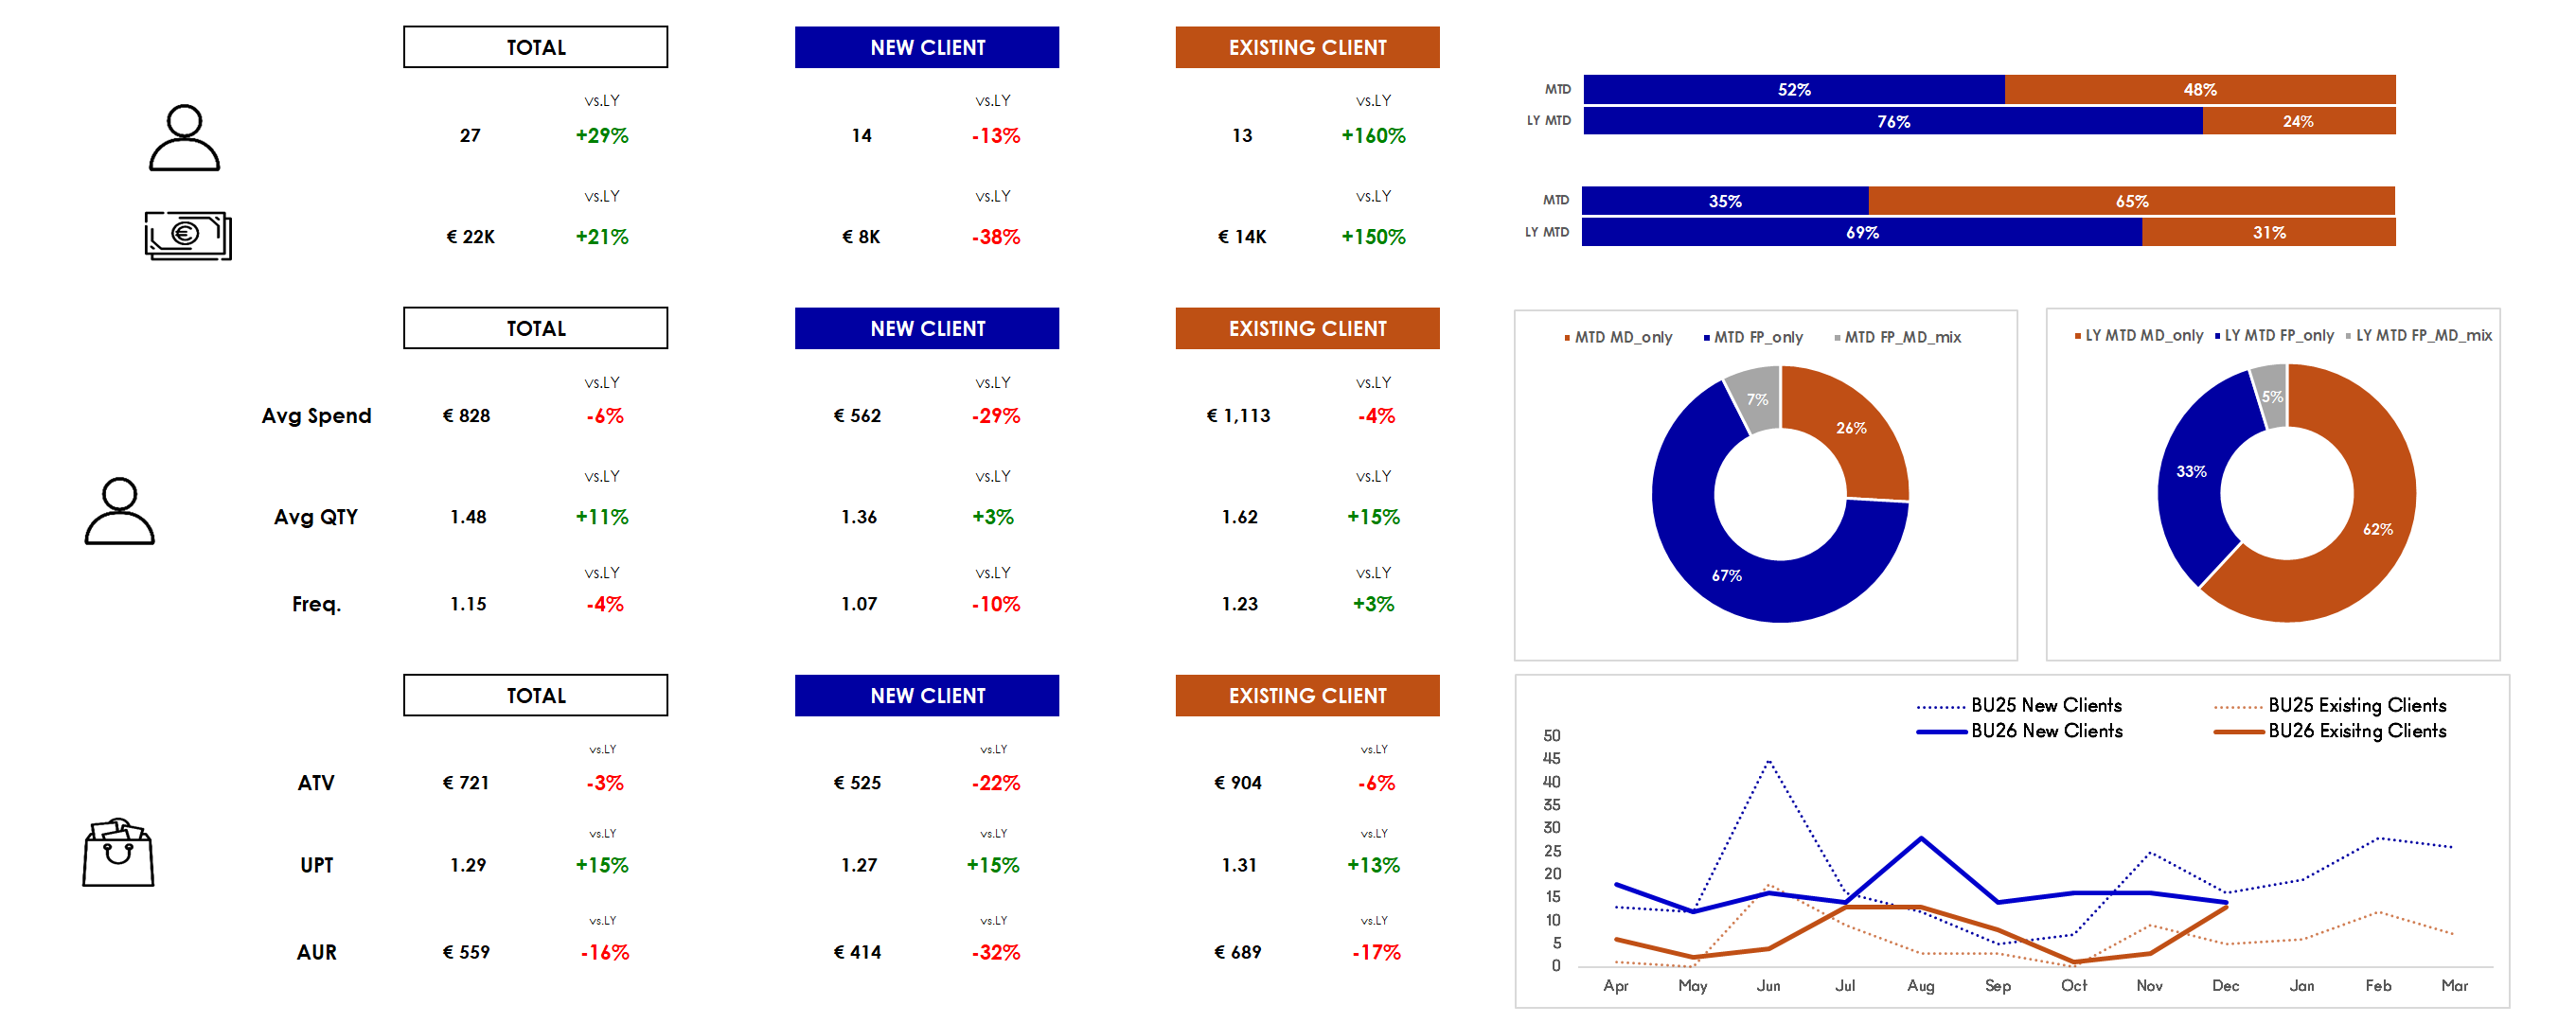 TOTAL NEW CLIENT EXISTING CLIENT
vs.LY vs.LY vs.LY
27 +29% 14 -13% 13 +160%
vs.LY vs.LY vs.LY
€ 22K +21% € 8K -38% € 14K +150%
MTD 52% 48%
LY MTD 76% 24%
MTD 35% 65%
LY MTD 69% 31%
TOTAL NEW CLIENT EXISTING CLIENT
vs.LY vs.LY vs.LY
Avg Spend € 828 -6% € 562 -29% € 1,113 -4%
vs.LY vs.LY vs.LY
Avg QTY 1.48 +11% 1.36 +3% 1.62 +15%
vs.LY vs.LY vs.LY
Freq. 1.15 -4% 1.07 -10% 1.23 +3%
MTD MD_only MTD FP_only MTD FP_MD_mix
7%
26%
67%
LY MTD MD_only LY MTD FP_only LY MTD FP_MD_mix
5%
33%
62%
TOTAL NEW CLIENT EXISTING CLIENT
vs.LY vs.LY vs.LY
ATV € 721 -3% € 525 -22% € 904 -6%
vs.LY vs.LY vs.LY
UPT 1.29 +15% 1.27 +15% 1.31 +13%
vs.LY vs.LY vs.LY
AUR € 559 -16% € 414 -32% € 689 -17%
BU25 New Clients BU25 Existing Clients
BU26 New Clients BU26 Exisitng Clients
50
45
40
35
30
25
20
15
10
5
0
Apr May Jun Jul Aug Sep Oct Nov Dec Jan Feb Mar